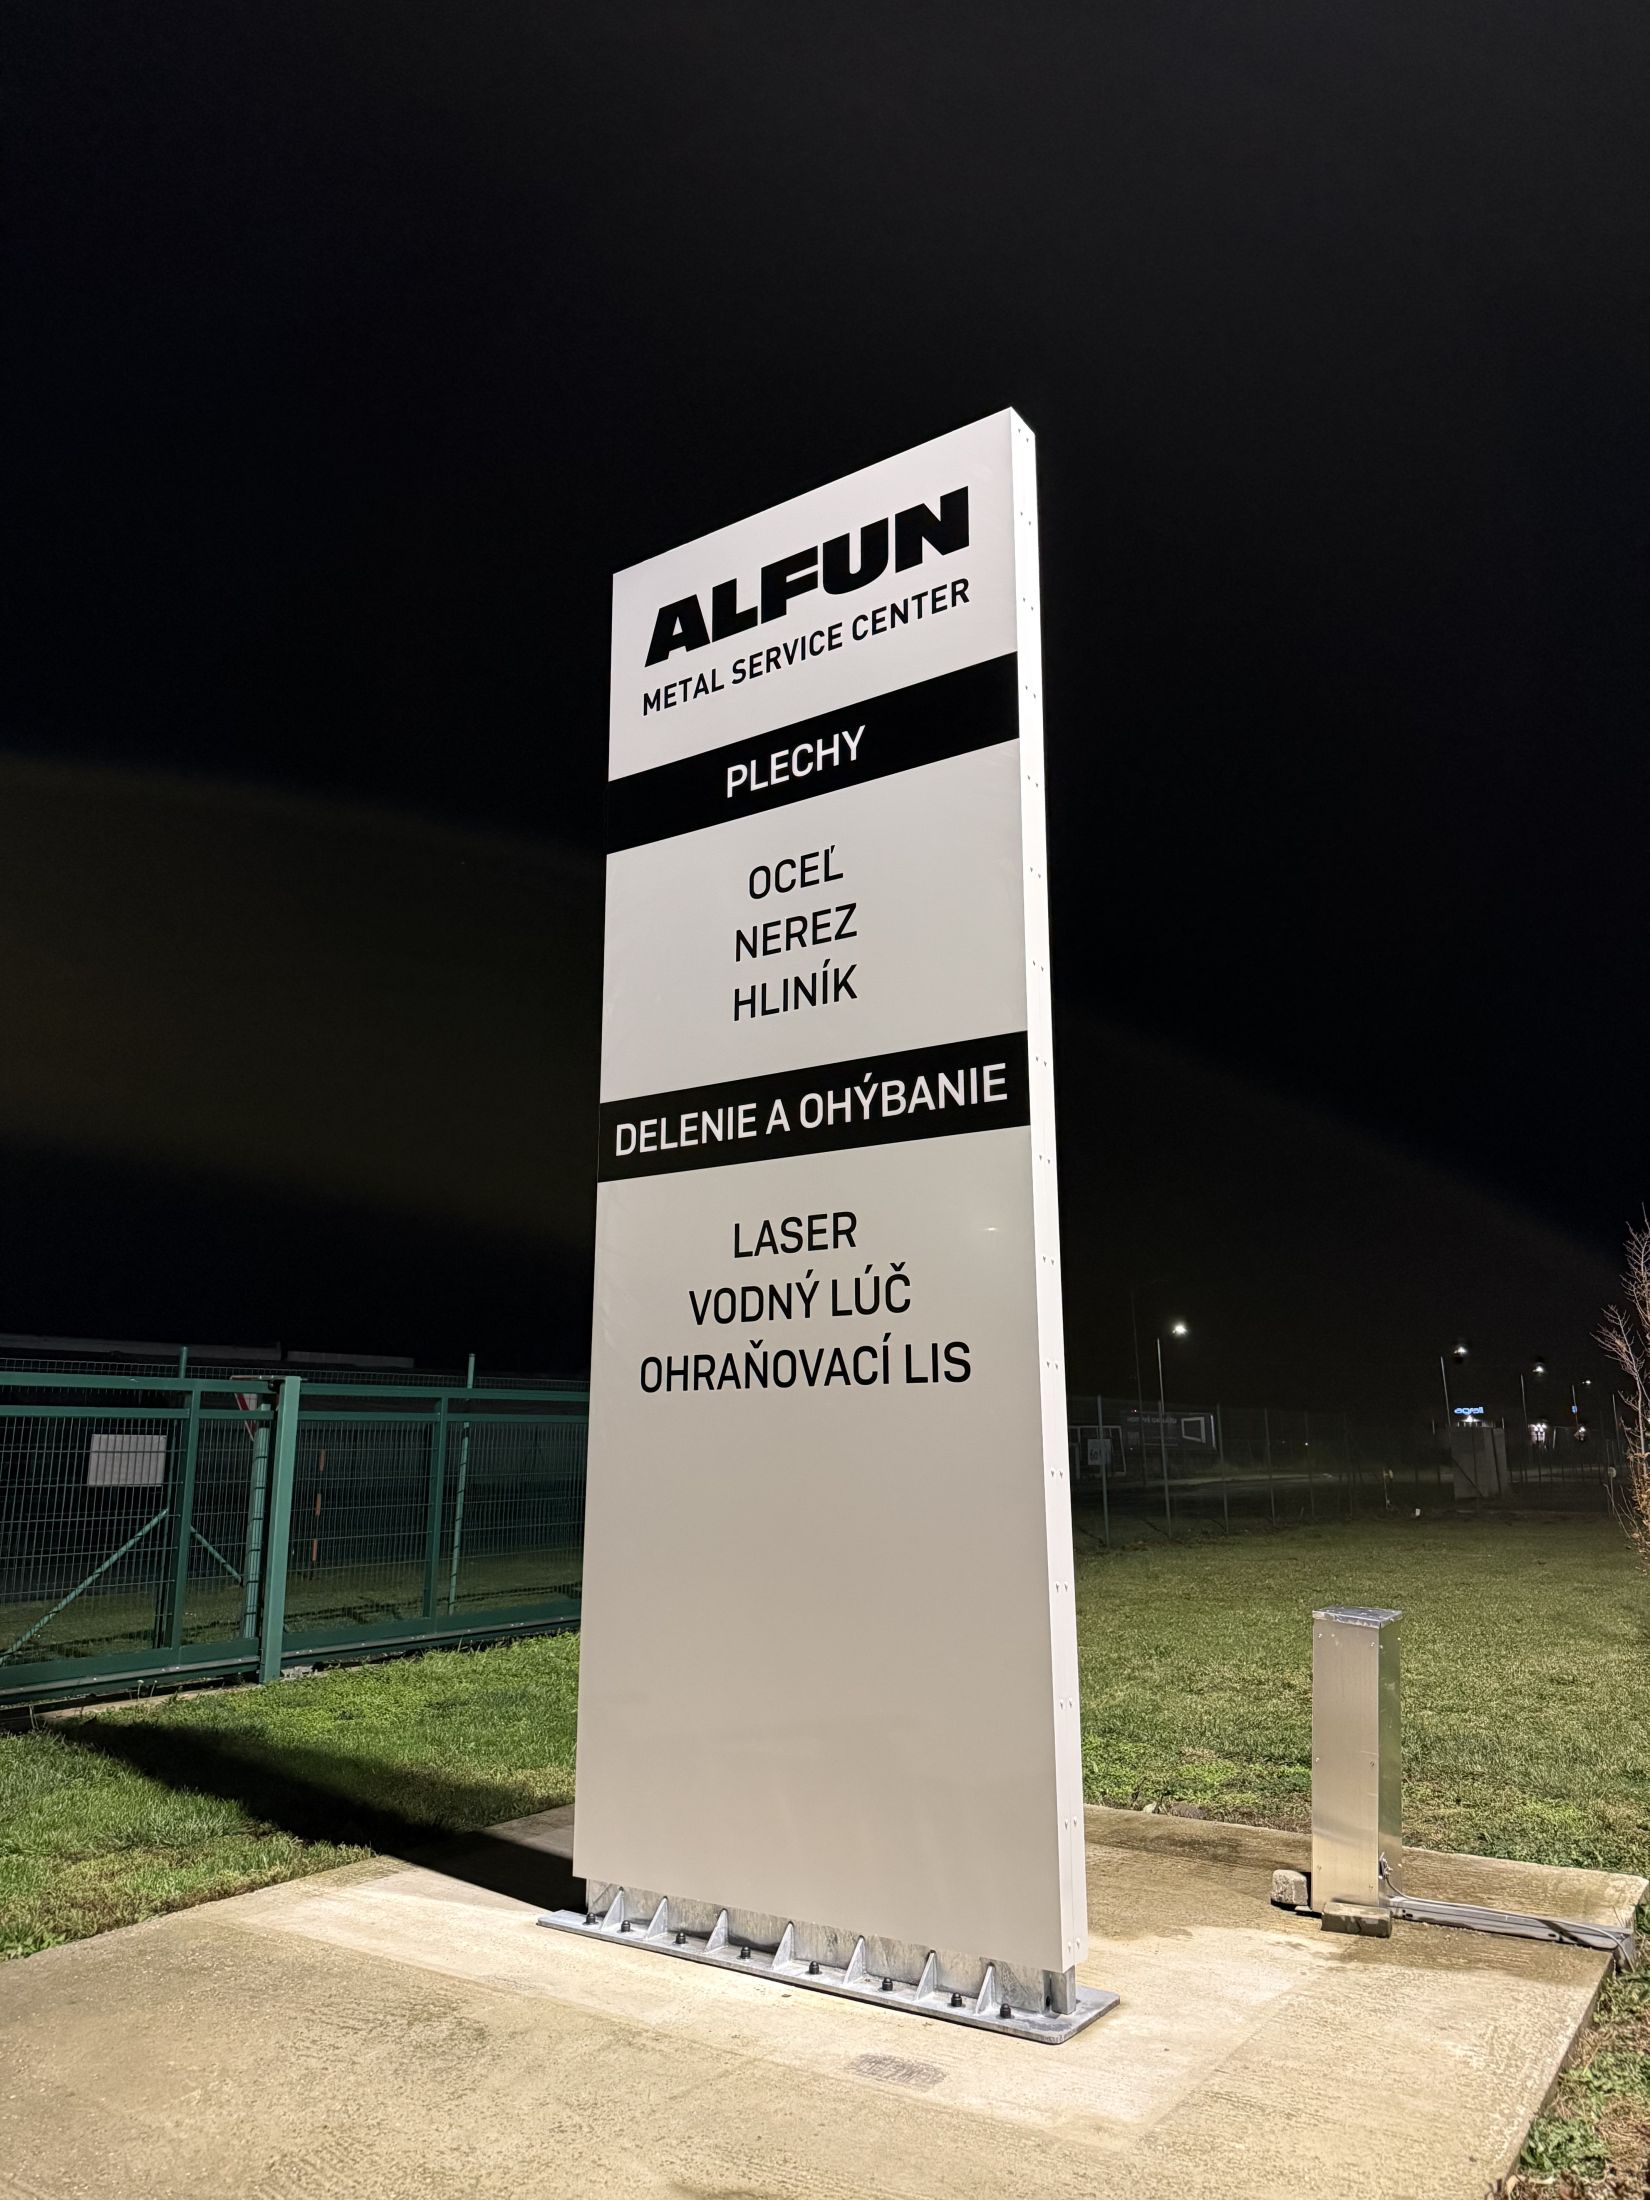 ALFUN
METAL SERVICE CENTER
PLECHY
OCEĽ
NEREZ
HLINÍK
DELENIE A OHÝBANIE
LASER
VODNÝ LÚČ
OHRAŇOVACÍ LIS